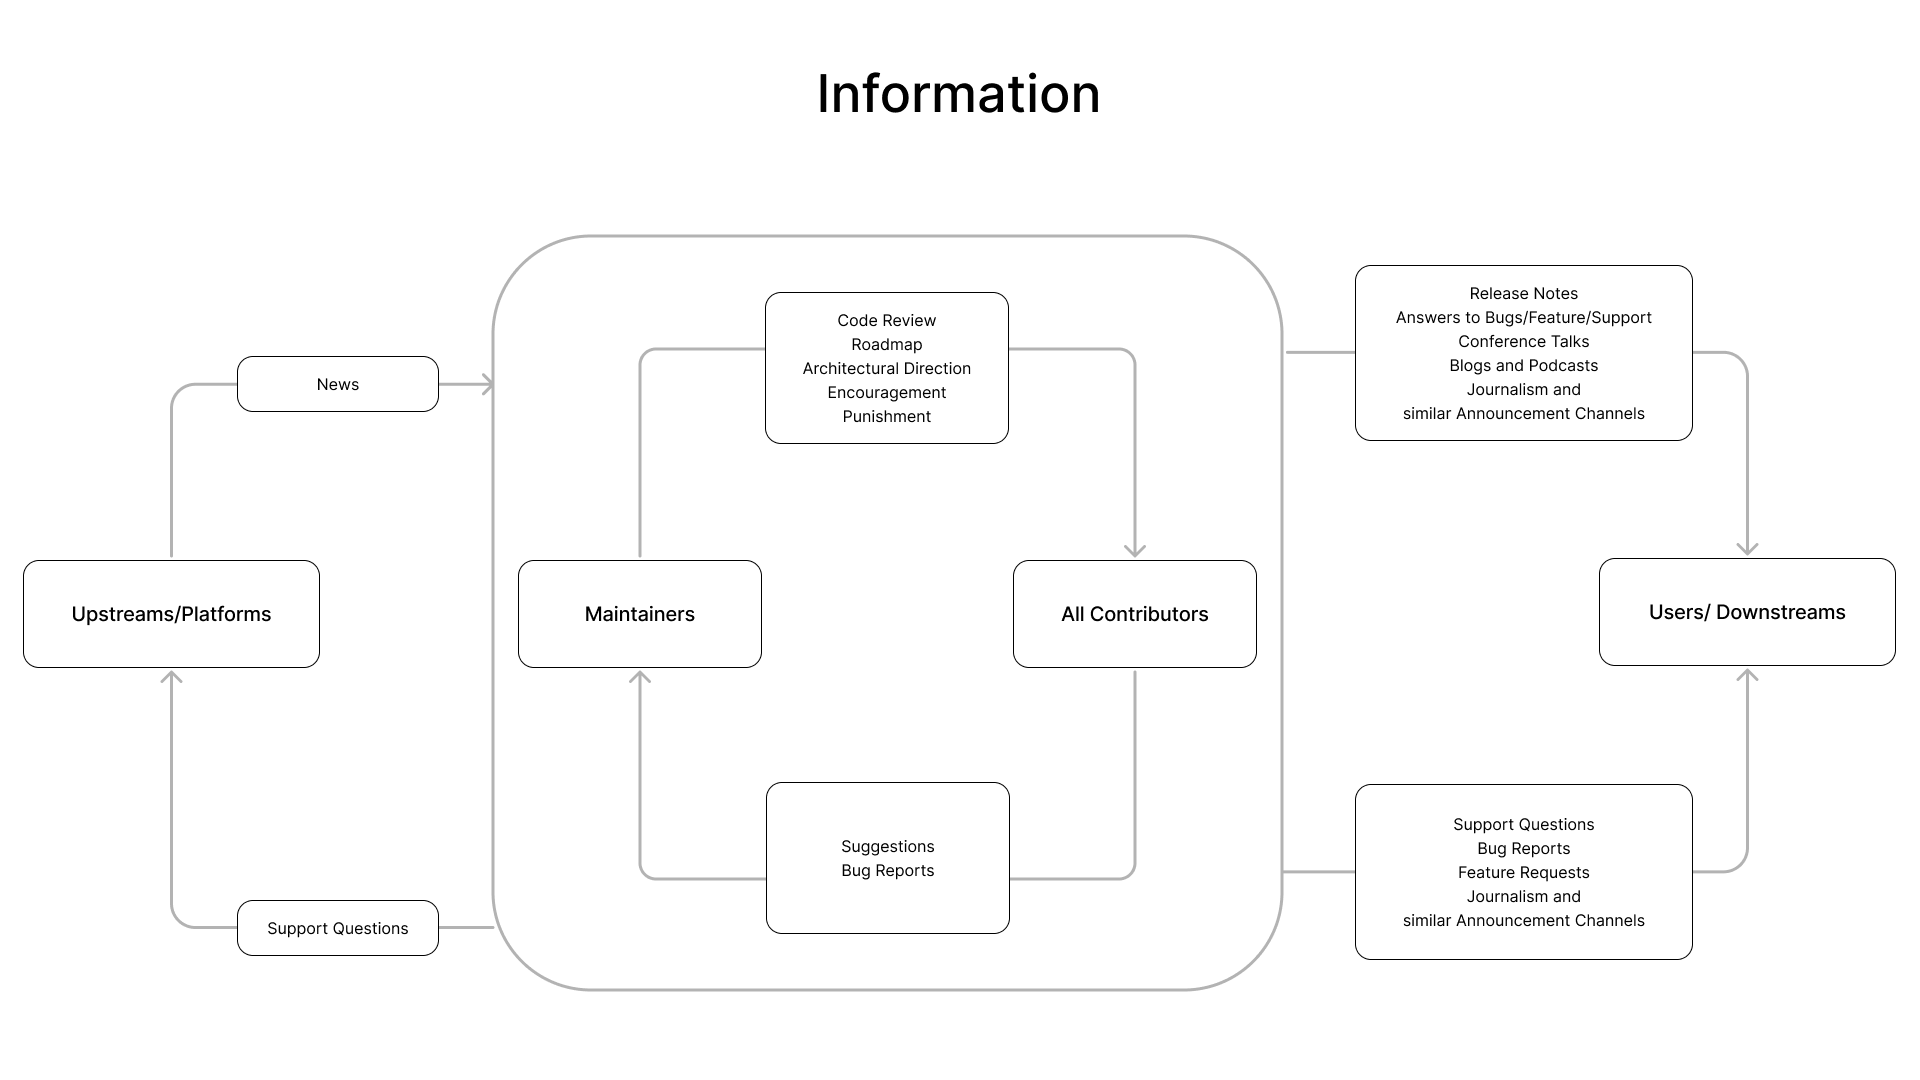 Information
News
Code Review
Roadmap
Architectural Direction
Encouragement
Punishment
Release Notes
Answers to Bugs/Feature/Support
Conference Talks
Blogs and Podcasts
Journalism and
similar Announcement Channels
Upstreams/Platforms
Maintainers
All Contributors
Users/ Downstreams
Support Questions
Suggestions
Bug Reports
Support Questions
Bug Reports
Feature Requests
Journalism and
similar Announcement Channels